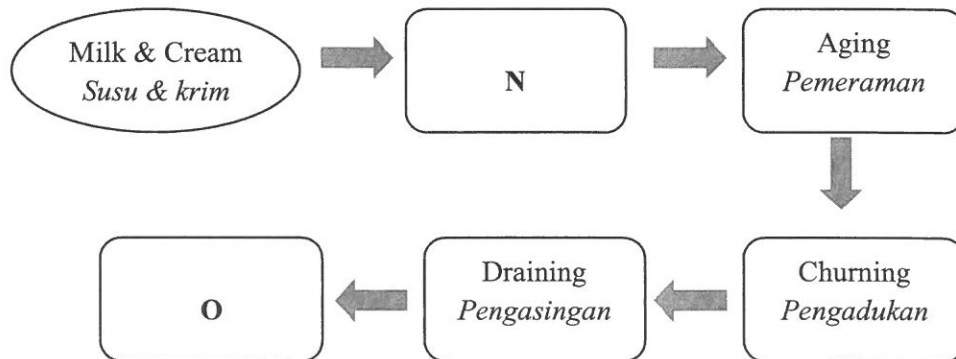 Milk & Cream
Susu & krim
N
Aging
Pemeraman
Churning
Pengadukan
Draining
Pengasingan
O